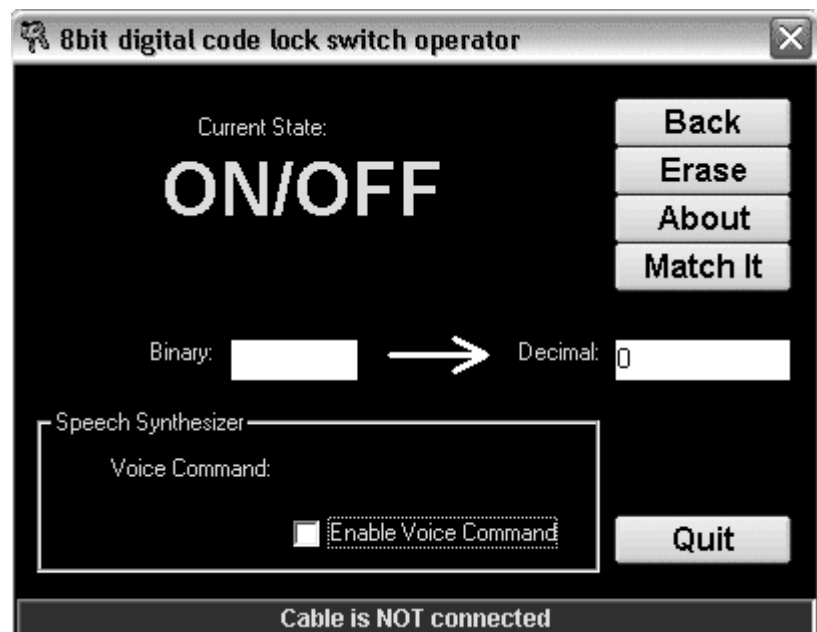 8bit digital code lock switch operator
Current State:
ON/OFF
Back
Erase
About
Match It
Binary:
Decimal:
0
Speech Synthesizer
Voice Command:
Enable Voice Command
Quit
Cable is NOT connected